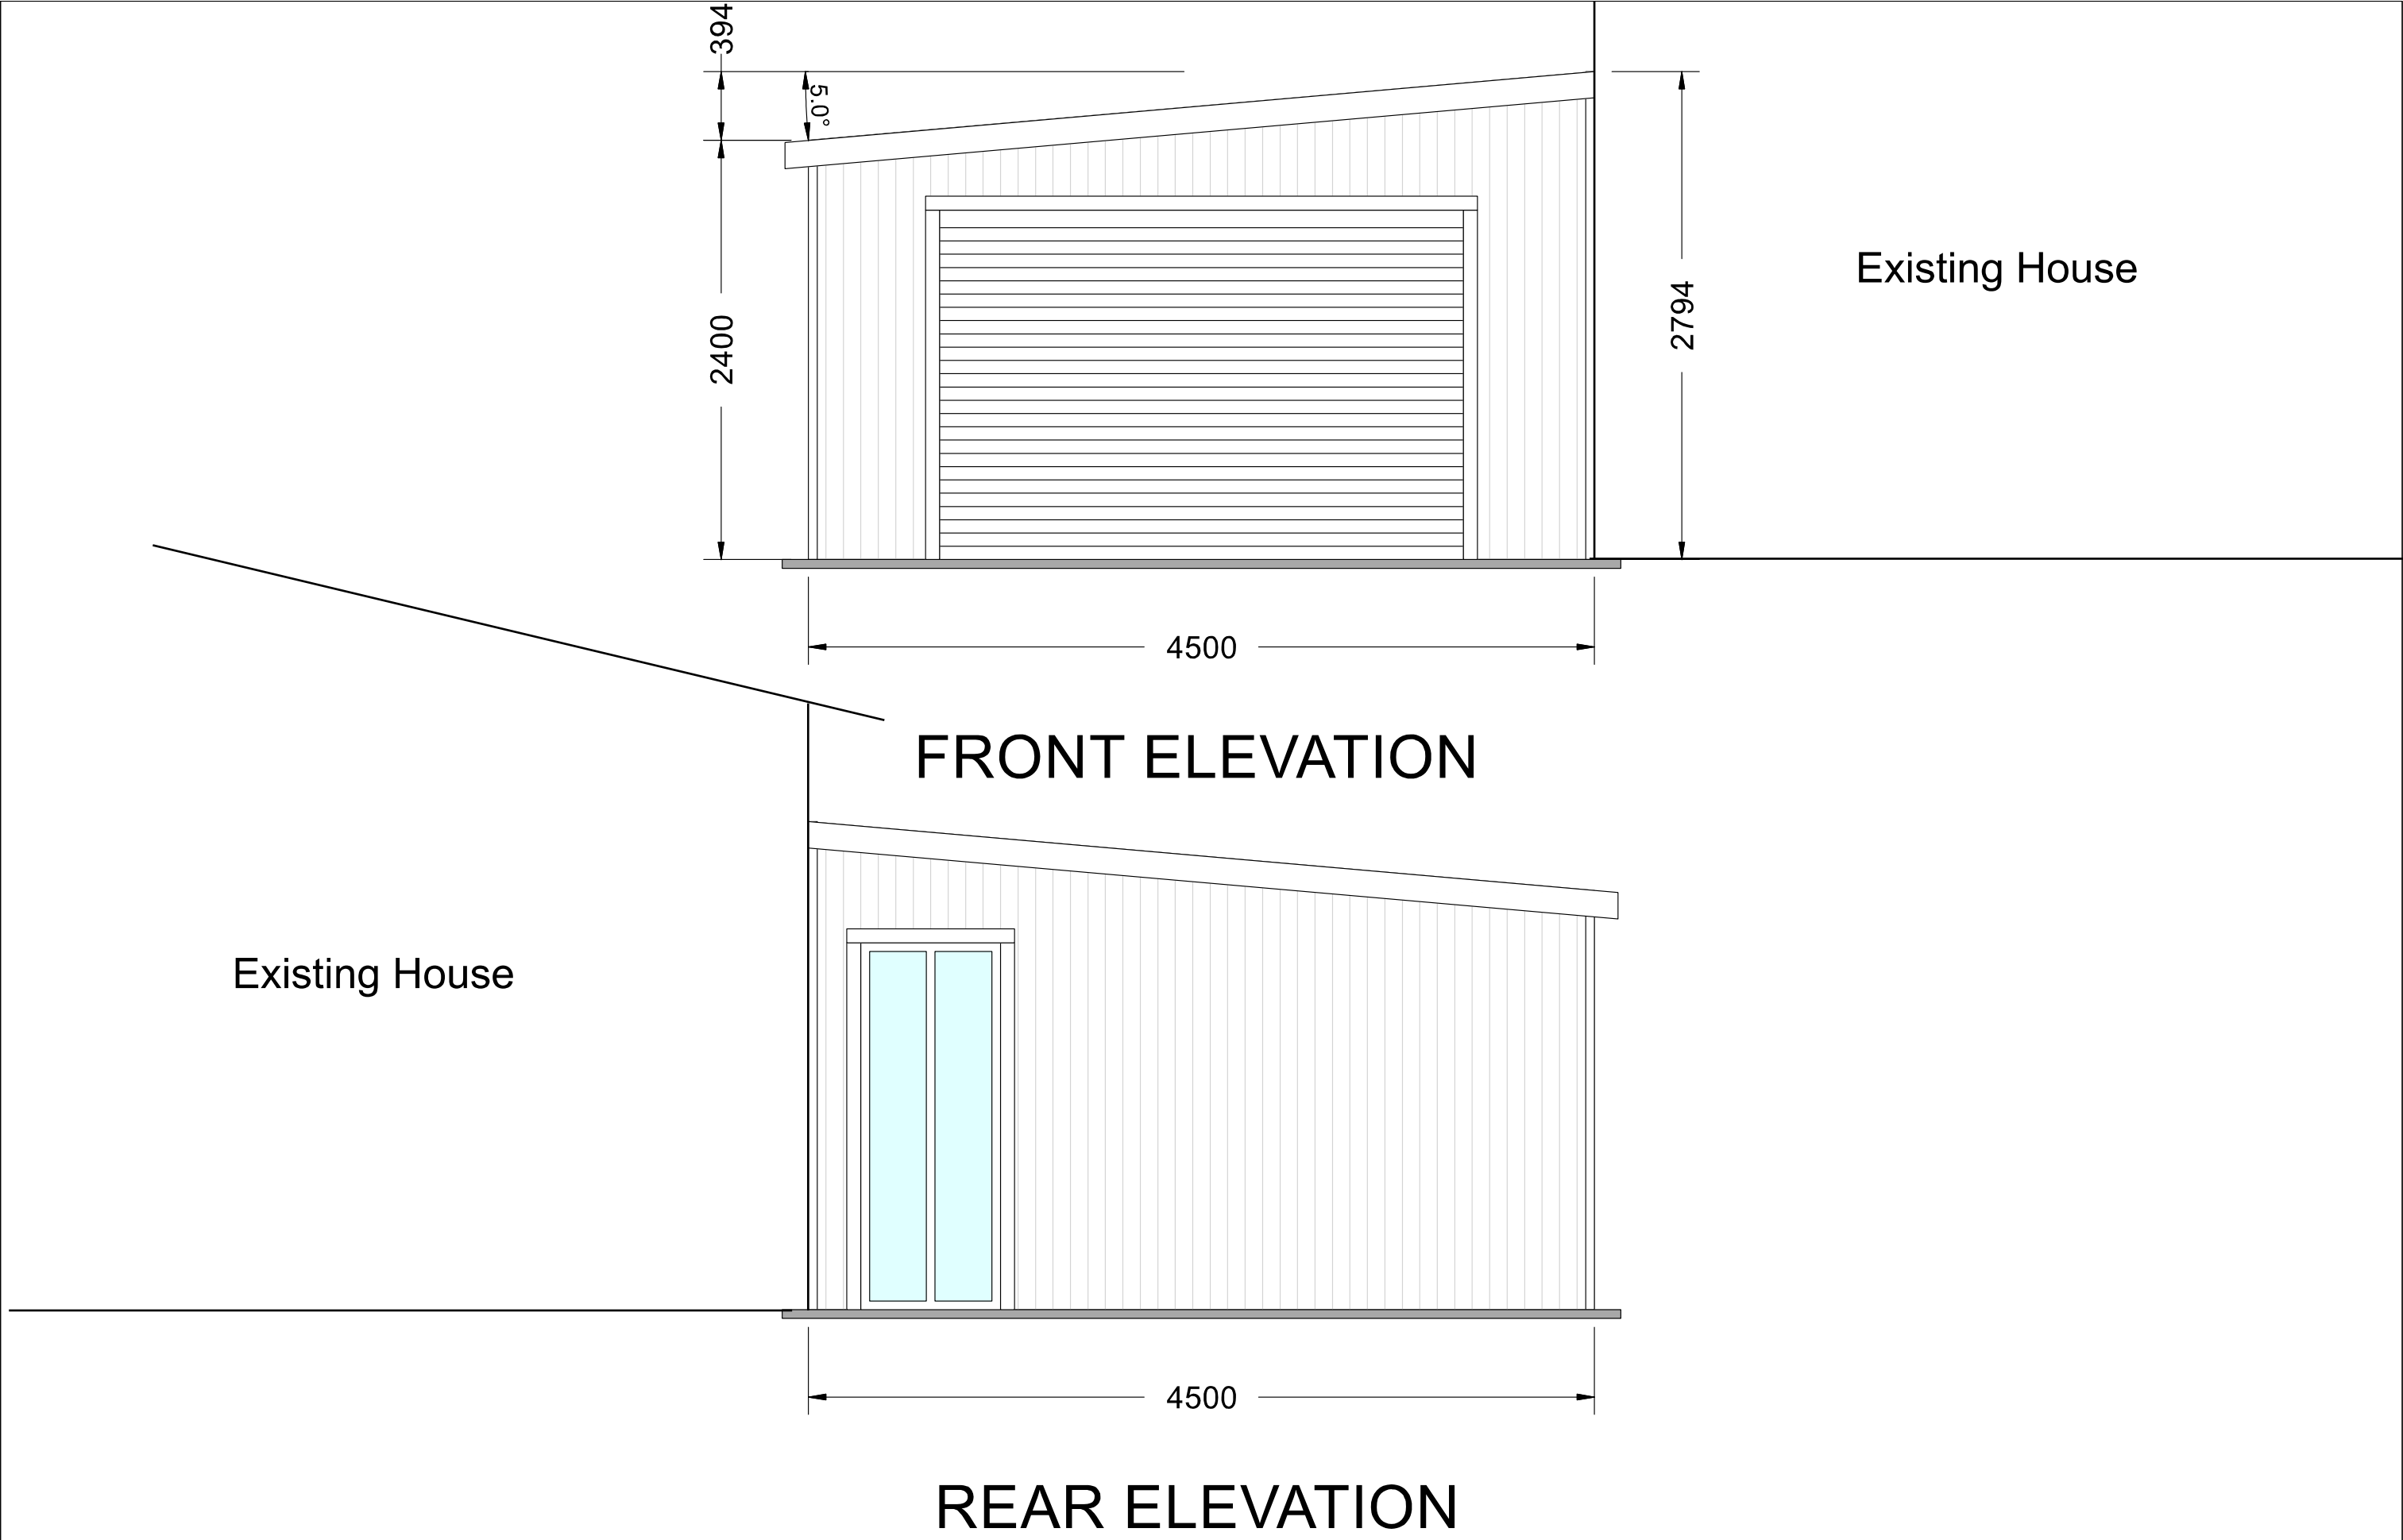 394
5.0°
2400
Existing House
2794
4500
FRONT ELEVATION
Existing House
4500
REAR ELEVATION